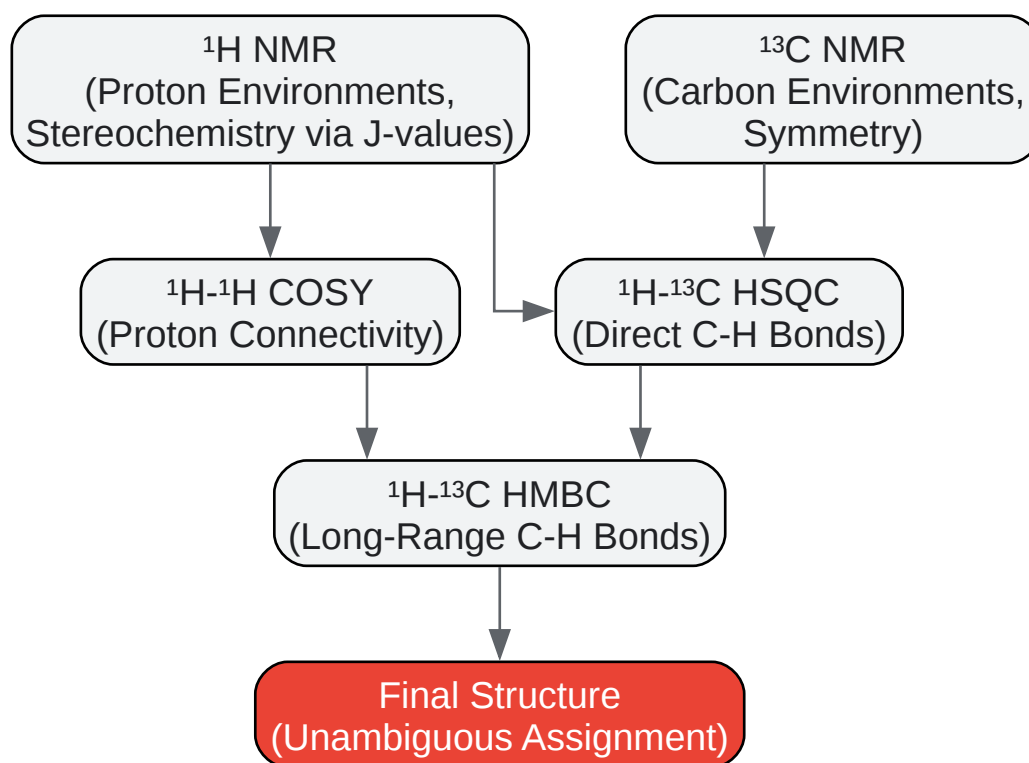 ¹H NMR
(Proton Environments,
Stereochemistry via J-values)
¹³C NMR
(Carbon Environments,
Symmetry)
¹H-¹H COSY
(Proton Connectivity)
¹H-¹³C HSQC
(Direct C-H Bonds)
¹H-¹³C HMBC
(Long-Range C-H Bonds)
Final Structure
(Unambiguous Assignment)